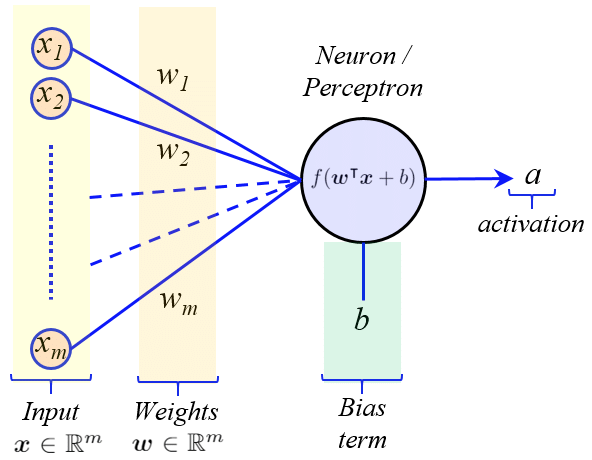 x₁
x₂
xₘ
w₁
w₂
wₘ
Neuron /
Perceptron
f(𝒘ᵀ𝒙 + b)
a
activation
b
Input
𝒙 ∈ ℝᵐ
Weights
𝒘 ∈ ℝᵐ
Bias
term